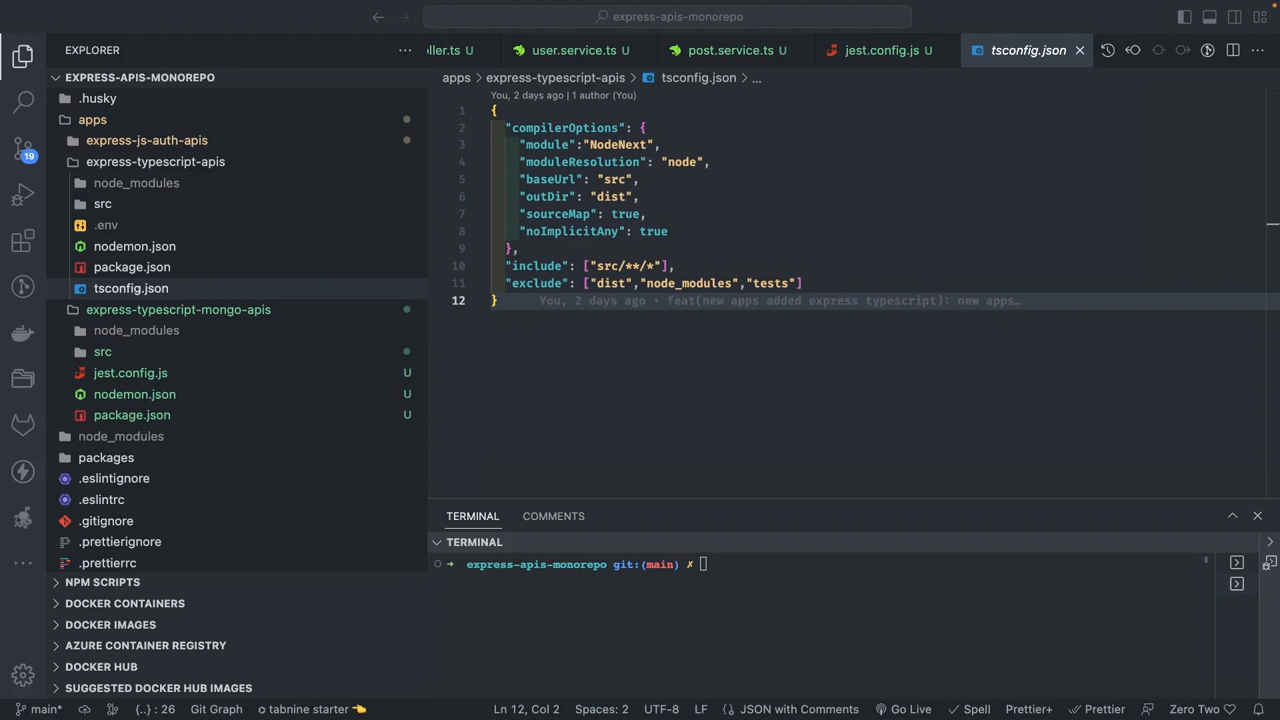 express-apis-monorepo
EXPLORER
ller.ts
user.service.ts
post.service.ts
jest.config.js
tsconfig.json
EXPRESS-APIS-MONOREPO
.husky
apps
express-js-auth-apis
express-typescript-apis
node_modules
src
.env
nodemon.json
package.json
tsconfig.json
express-typescript-mongo-apis
node_modules
src
jest.config.js U
nodemon.json U
package.json U
node_modules
packages
.eslintignore
.eslintrc
.gitignore
.prettierignore
.prettierrc
NPM SCRIPTS
DOCKER CONTAINERS
DOCKER IMAGES
AZURE CONTAINER REGISTRY
DOCKER HUB
SUGGESTED DOCKER HUB IMAGES
19
apps > express-typescript-apis > tsconfig.json > ...
You, 2 days ago | 1 author (You)
1 {
2 "compilerOptions": {
3 "module":"NodeNext",
4 "moduleResolution": "node",
5 "baseUrl": "src",
6 "outDir": "dist",
7 "sourceMap": true,
8 "noImplicitAny": true
9 },
10 "include": ["src/**/*"],
11 "exclude": ["dist","node_modules","tests"]
12 } You, 2 days ago • feat(new apps added express typescript): new apps…
TERMINAL COMMENTS
TERMINAL
→ express-apis-monorepo git:(main) ✗
main* {..} : 26 Git Graph tabnine starter 👈 Ln 12, Col 2 Spaces: 2 UTF-8 LF {} JSON with Comments Go Live Spell Prettier+ Prettier Zero Two